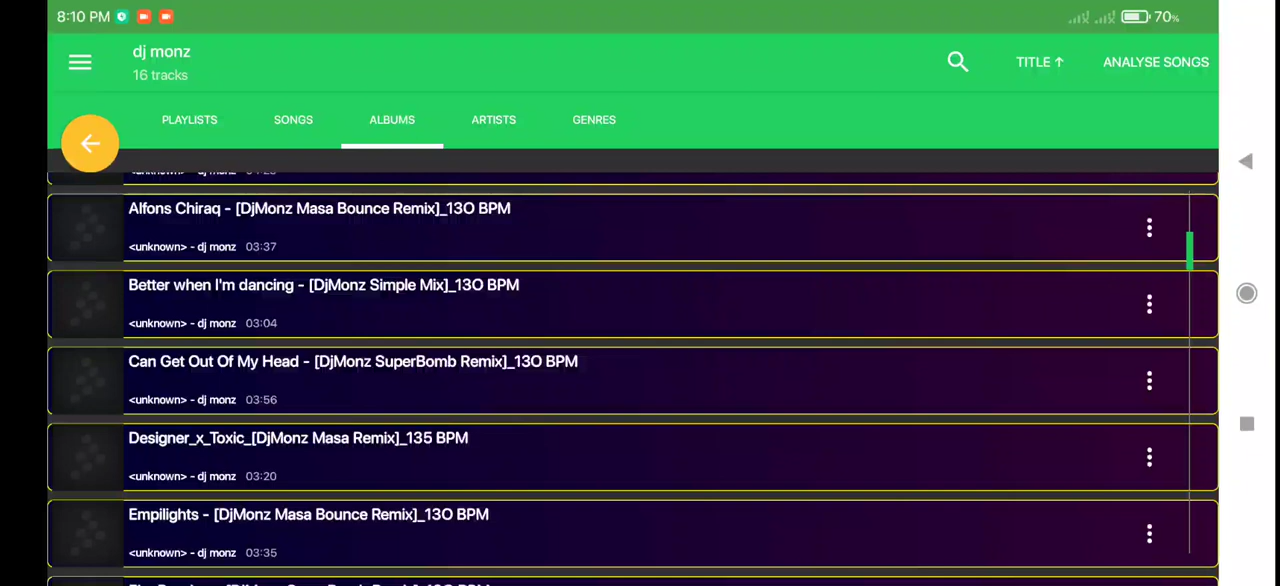 8:10 PM 70%
dj monz
16 tracks
TITLE ↑ ANALYSE SONGS
PLAYLISTS SONGS ALBUMS ARTISTS GENRES
Alfons Chiraq - [DjMonz Masa Bounce Remix]_13O BPM
<unknown> - dj monz 03:37
Better when I'm dancing - [DjMonz Simple Mix]_13O BPM
<unknown> - dj monz 03:04
Can Get Out Of My Head - [DjMonz SuperBomb Remix]_13O BPM
<unknown> - dj monz 03:56
Designer_x_Toxic_[DjMonz Masa Remix]_135 BPM
<unknown> - dj monz 03:20
Empilights - [DjMonz Masa Bounce Remix]_13O BPM
<unknown> - dj monz 03:35